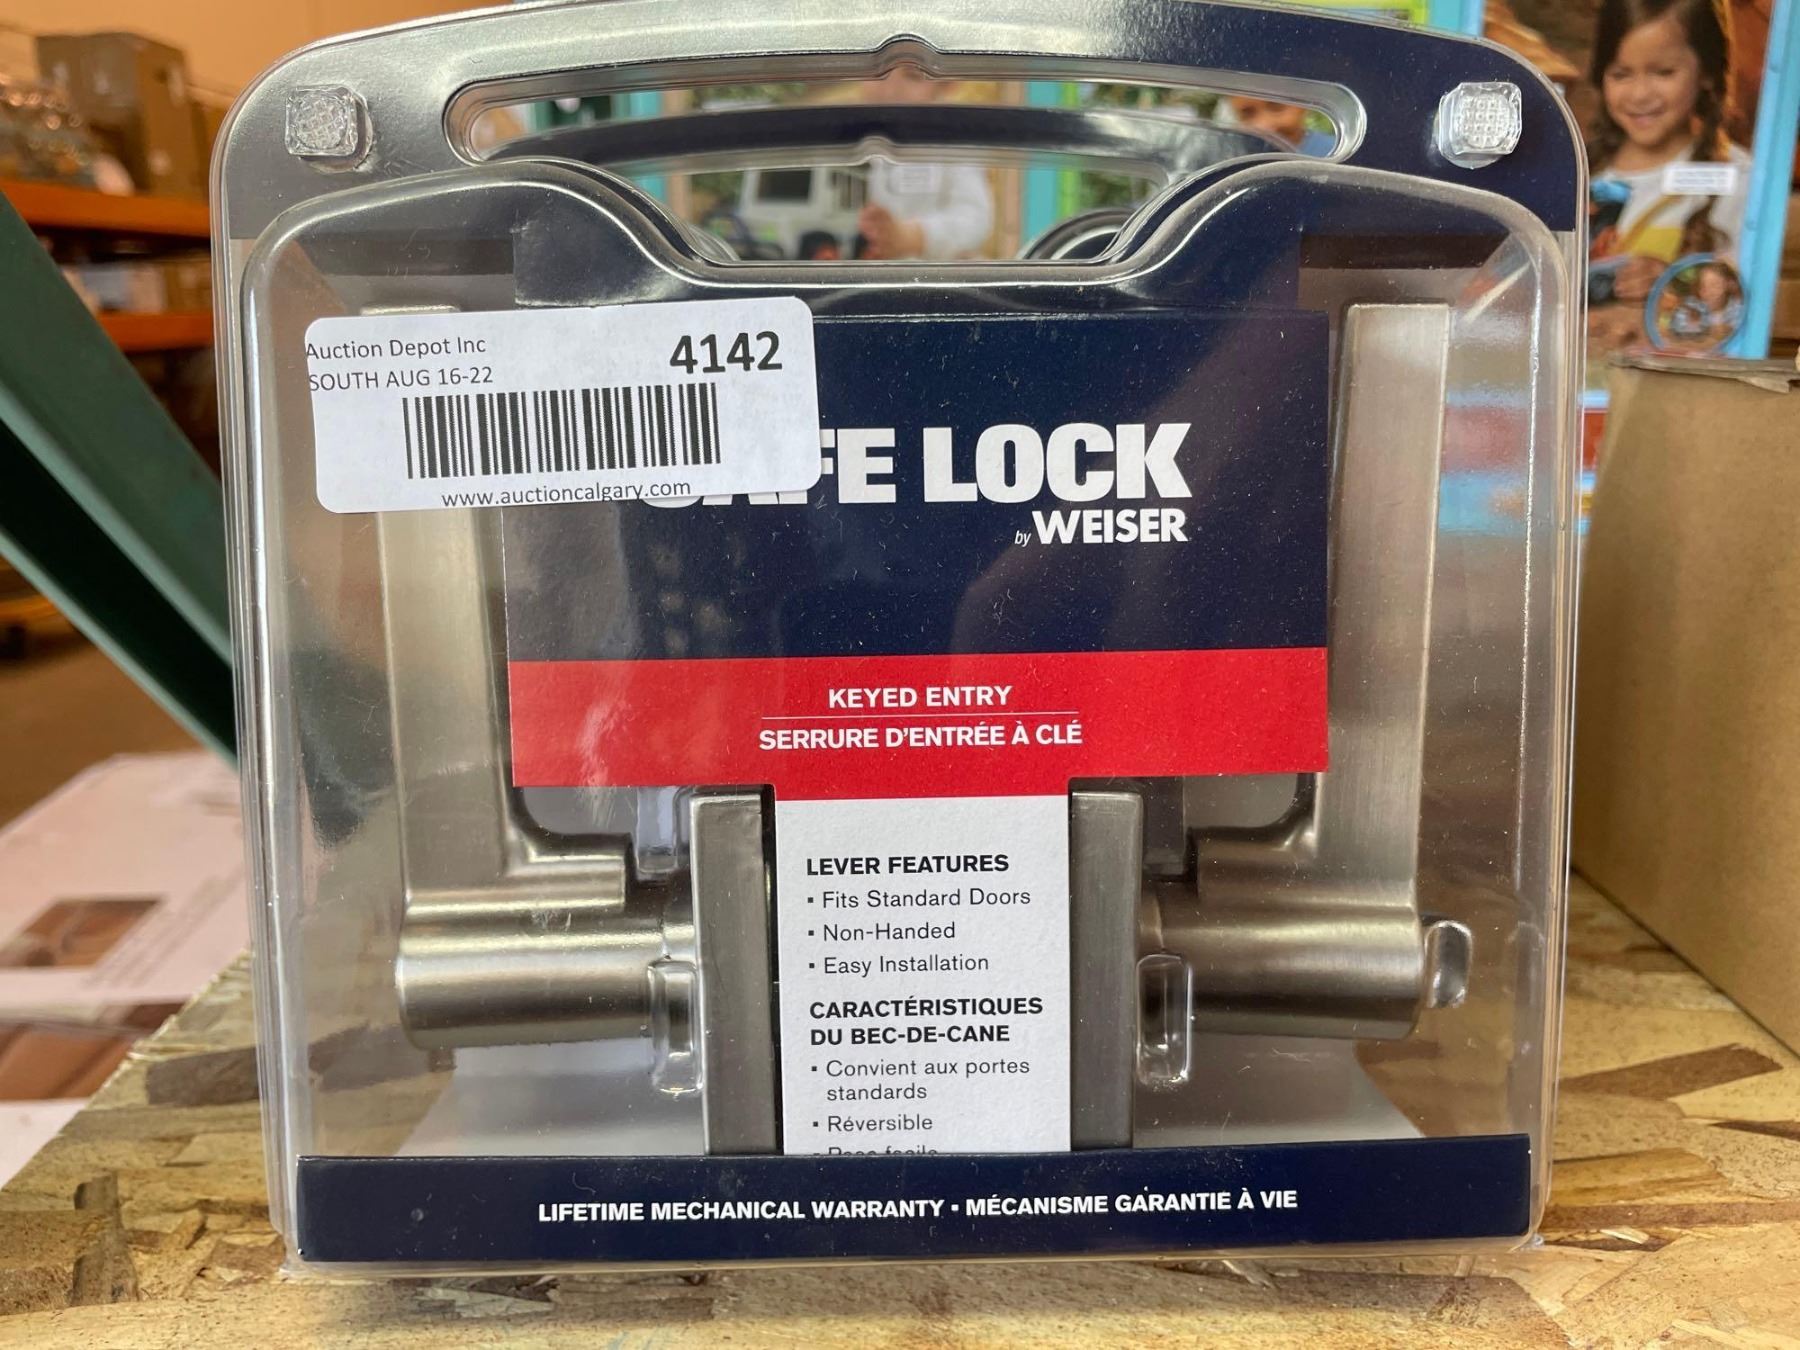 Auction Depot Inc
4142
SOUTH AUG 16-22
www.auctioncalgary.com
SAFE LOCK
by WEISER
KEYED ENTRY
SERRURE D'ENTRÉE À CLÉ
LEVER FEATURES
▪ Fits Standard Doors
▪ Non-Handed
▪ Easy Installation
CARACTÉRISTIQUES
DU BEC-DE-CANE
▪ Convient aux portes
standards
▪ Réversible
LIFETIME MECHANICAL WARRANTY ▪ MÉCANISME GARANTIE À VIE